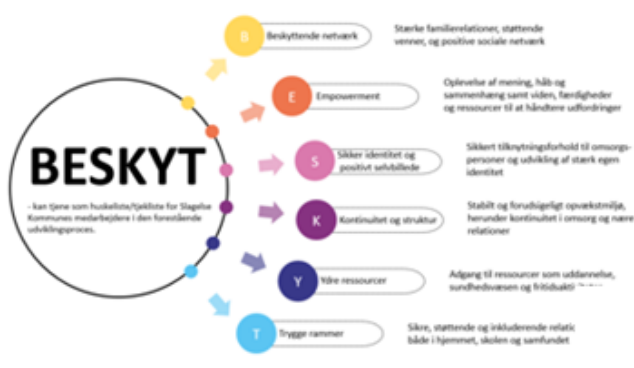 BESKYT
- kan tjene som huskeliste/tjekliste for Slagelse
Kommunes medarbejdere i den forestående
udviklingsproces.
B
Beskyttende netværk
Stærke familierelationer, støttende
venner, og positive sociale netværk
E
Empowerment
Oplevelse af mening, håb og
sammenhæng samt viden, færdigheder
og ressourcer til at håndtere udfordringer
S
Sikker identitet og
positivt selvbillede
Sikkert tilknytningsforhold til omsorgs-
personer og udvikling af stærk egen
identitet
K
Kontinuitet og struktur
Stabilt og forudsigeligt opvækstmiljø,
herunder kontinuitet i omsorg og nære
relationer
Y
Ydre ressourcer
Adgang til ressourcer som uddannelse,
sundhedsvæsen og
T
Trygge rammer
Sikre, støttende og inkluderende
både i hjemmet, skolen og samfundet